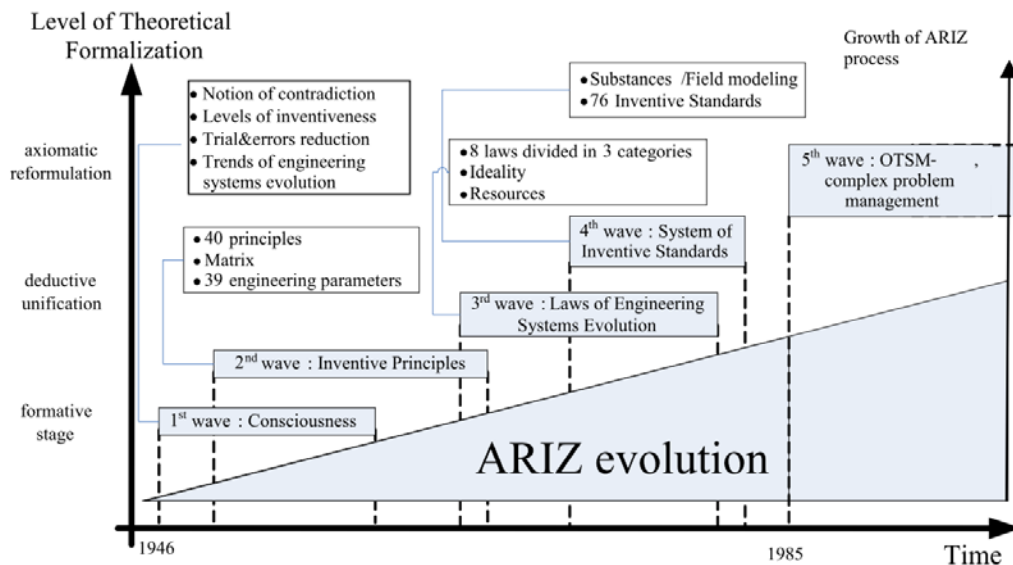 Level of Theoretical
Formalization
Growth of ARIZ
process
axiomatic
reformulation
deductive
unification
formative
stage
● Notion of contradiction
● Levels of inventiveness
● Trial&errors reduction
● Trends of engineering
systems evolution
● Substances /Field modeling
● 76 Inventive Standards
● 8 laws divided in 3 categories
● Ideality
● Resources
● 40 principles
● Matrix
● 39 engineering parameters
5th wave : OTSM- ,
complex problem
management
4th wave : System of
Inventive Standards
3rd wave : Laws of Engineering
Systems Evolution
2nd wave : Inventive Principles
1st wave : Consciousness
ARIZ evolution
1946
1985
Time